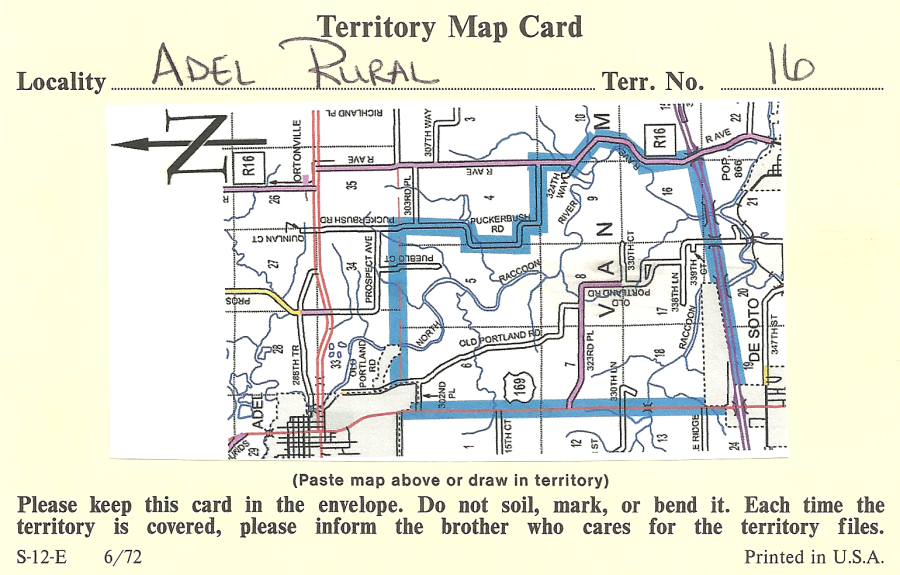 Territory Map Card
Locality ADEL RURAL Terr. No. 16
N
R16
ORTONVILLE
RICHLAND PL
307TH WAY
3
10
M
R16
R AVE
22
15
R AVE
R AVE
R AVE
POP. 866
26
35
303RD PL
4
324TH WAY
9
16
21
PUCKERBUSH RD
PUCKERBUSH RD
RIVER
N
QUINLAN CT
27
34
PROSPECT AVE
PUEBLO CT
5
RACCOON
8
A
330TH CT
339TH CT
20
PROS
OLD PORTLAND RD
V
17
338TH LN
NORTH
OLD PORTLAND RD
RACCOON
DE SOTO
347TH ST
28
288TH TR
33
OLD PORTLAND RD
6
7
323RD PL
18
19
ADEL
302ND PL
169
330TH LN
29
RIDS
1
15TH CT
12
ST
13
E RIDGE
24
(Paste map above or draw in territory)
Please keep this card in the envelope. Do not soil, mark, or bend it. Each time the
territory is covered, please inform the brother who cares for the territory files.
S-12-E 6/72 Printed in U.S.A.